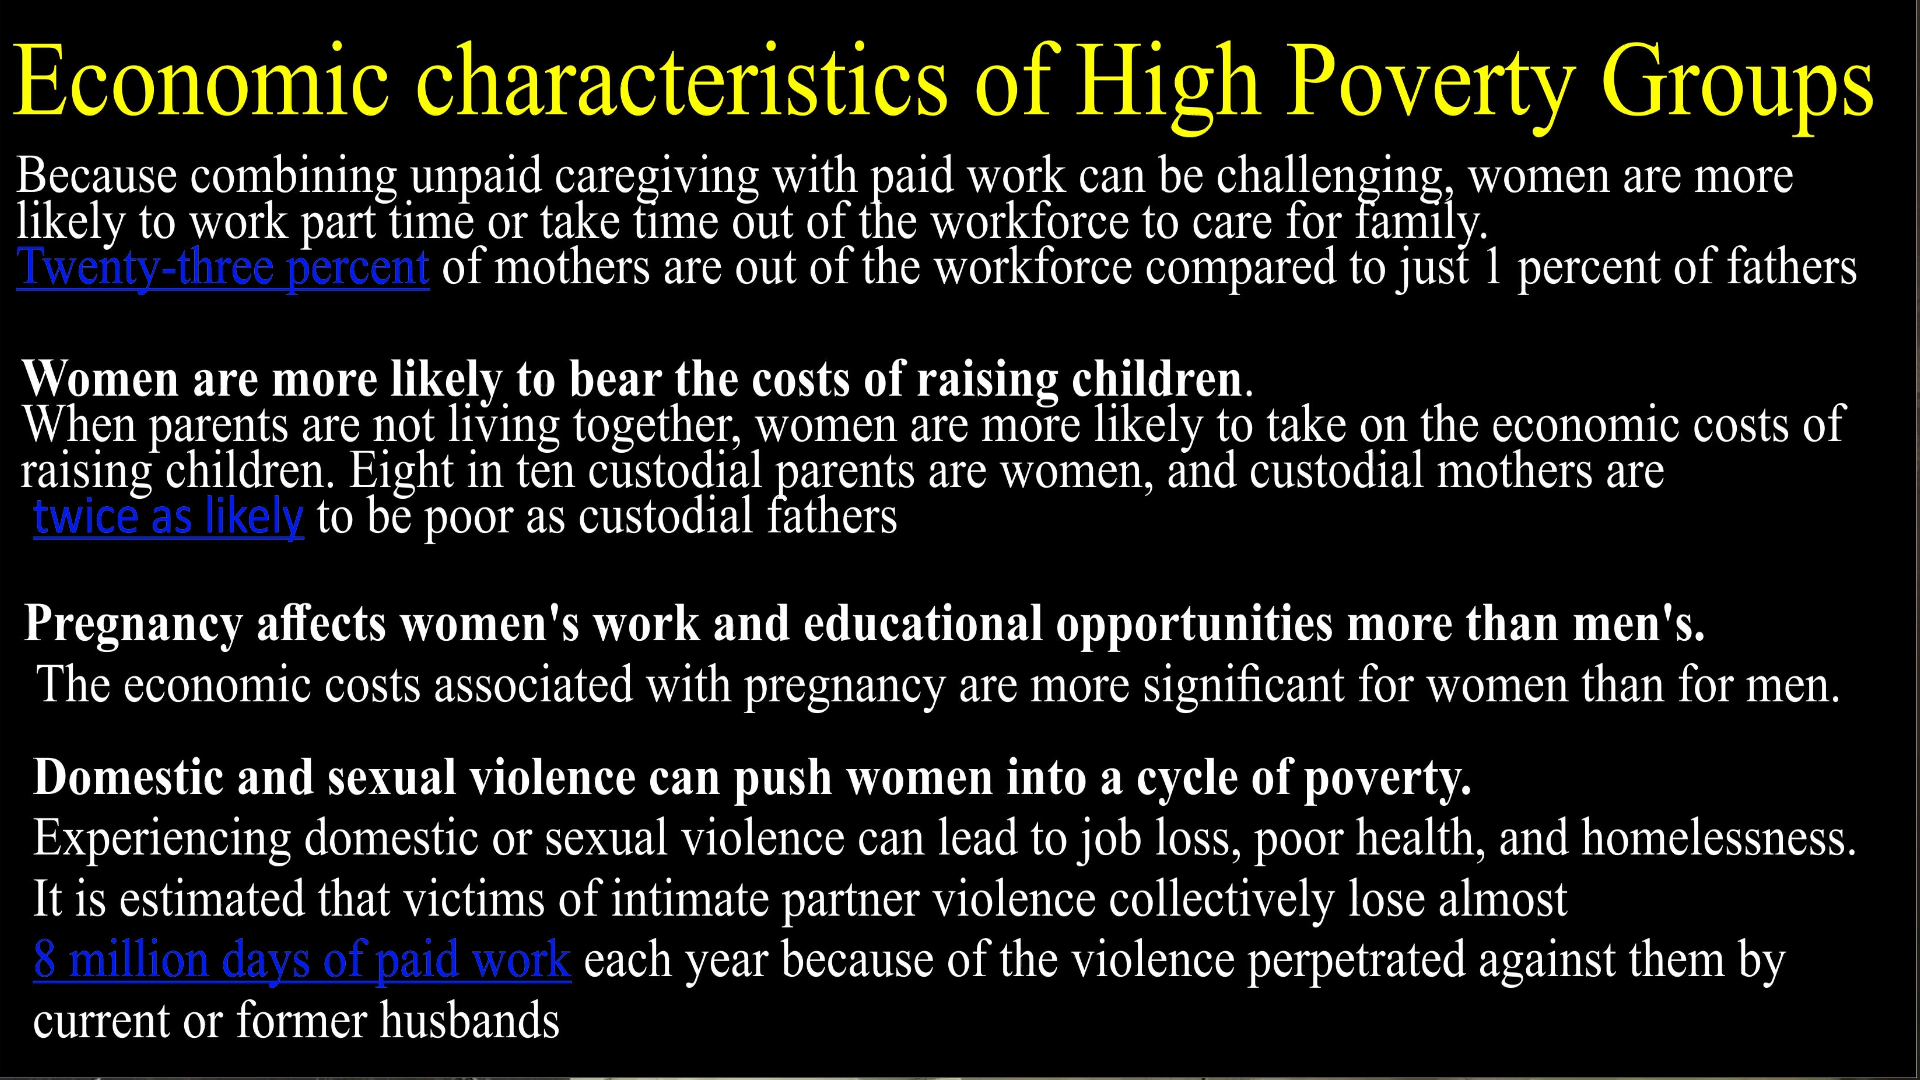 Economic characteristics of High Poverty Groups
Because combining unpaid caregiving with paid work can be challenging, women are more
likely to work part time or take time out of the workforce to care for family.
Twenty-three percent of mothers are out of the workforce compared to just 1 percent of fathers
Women are more likely to bear the costs of raising children.
When parents are not living together, women are more likely to take on the economic costs of
raising children. Eight in ten custodial parents are women, and custodial mothers are
twice as likely to be poor as custodial fathers
Pregnancy affects women's work and educational opportunities more than men's.
The economic costs associated with pregnancy are more significant for women than for men.
Domestic and sexual violence can push women into a cycle of poverty.
Experiencing domestic or sexual violence can lead to job loss, poor health, and homelessness.
It is estimated that victims of intimate partner violence collectively lose almost
8 million days of paid work each year because of the violence perpetrated against them by
current or former husbands